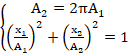 A₂ = 2πA₁
(x₁/A₁)² + (x₂/A₂)² = 1